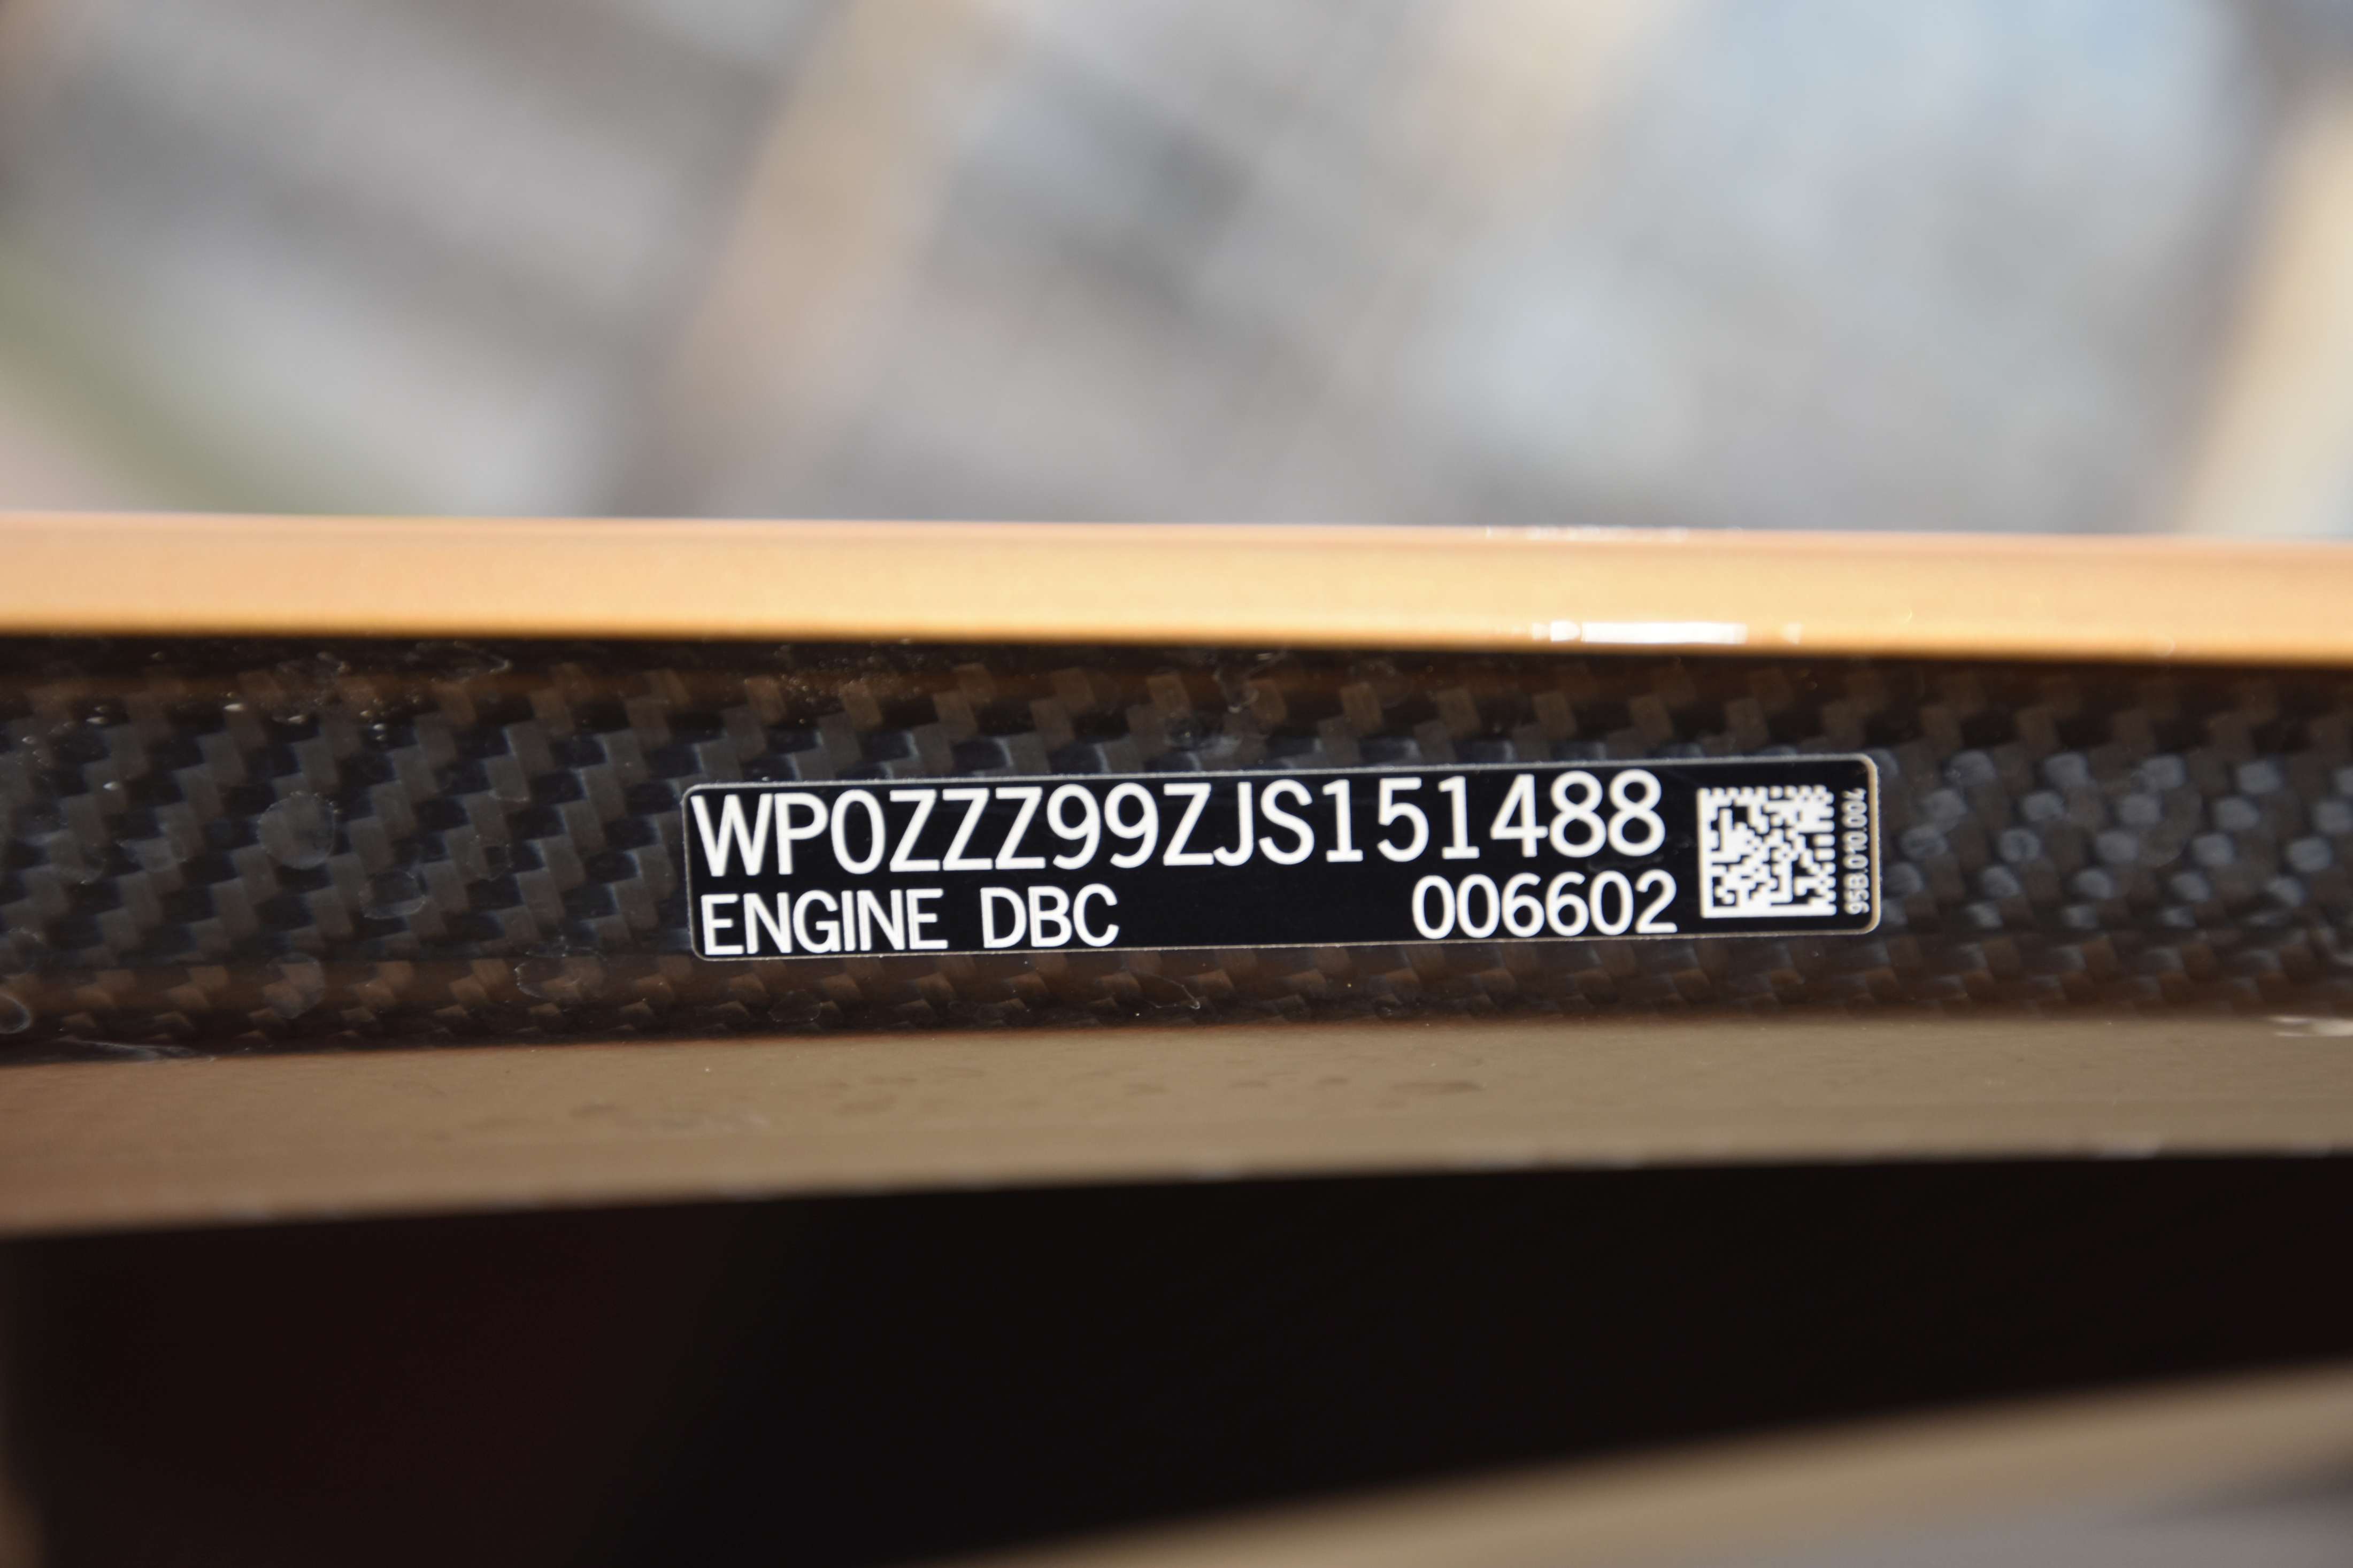 WP0ZZZ99ZJS151488
ENGINE DBC 006602
95B.010.004